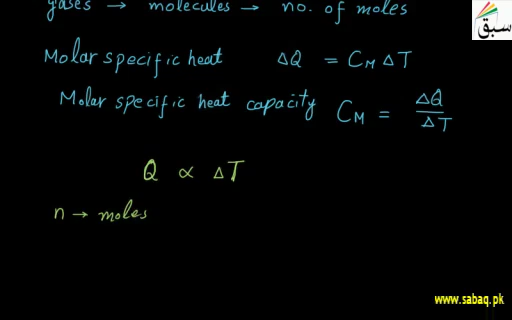 gases → molecules → no. of moles
سبق
Molar specific heat ΔQ = C_M ΔT
Molar specific heat capacity C_M = ΔQ/ΔT
Q ∝ ΔT
n → moles
www.sabaq.pk